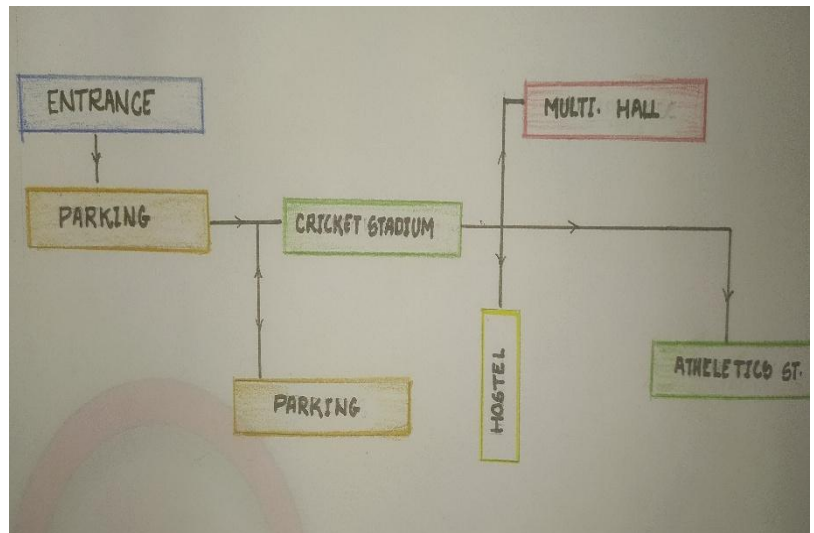 ENTRANCE
MULTI. HALL
PARKING
CRICKET STADIUM
ATHELETICS ST.
HOSTEL
PARKING